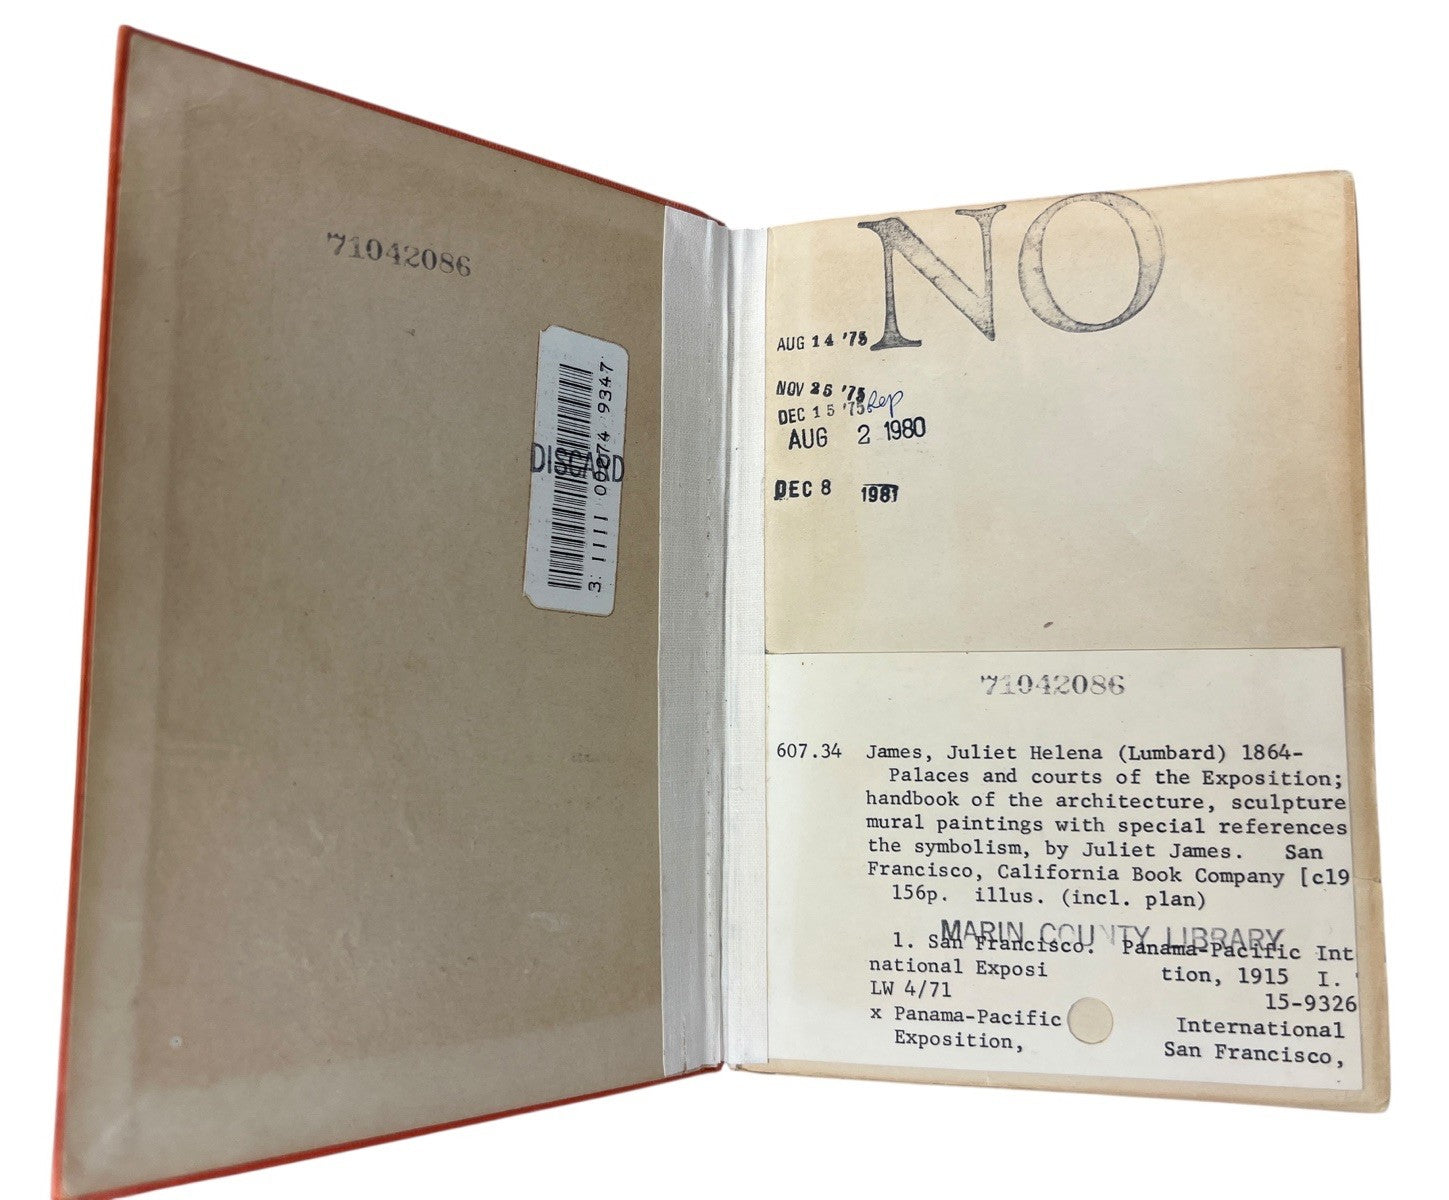 71042086
DISCARD
3 1111 00874 9347
NO
AUG 14 '75
NOV 26 '75
DEC 15 '75 Rep
AUG 2 1980
DEC 8 1981
71042086
607.34 James, Juliet Helena (Lumbard) 1864-
Palaces and courts of the Exposition;
handbook of the architecture, sculpture
mural paintings with special references
the symbolism, by Juliet James. San
Francisco, California Book Company [c19
156p. illus. (incl. plan)
MARIN COUNTY LIBRARY
1. San Francisco. Panama-Pacific Int
national Exposi tion, 1915 I.
LW 4/71 15-9326
x Panama-Pacific International
Exposition, San Francisco,